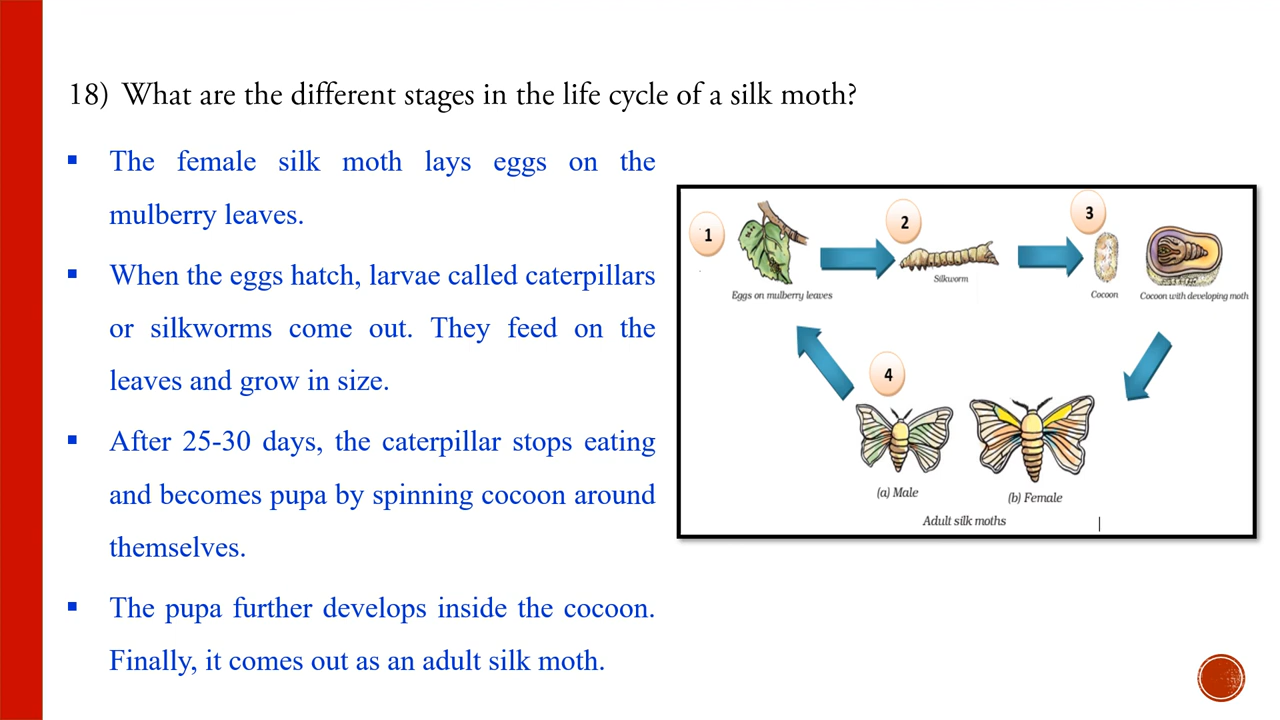 18) What are the different stages in the life cycle of a silk moth?
▪ The female silk moth lays eggs on the
mulberry leaves.
▪ When the eggs hatch, larvae called caterpillars
or silkworms come out. They feed on the
leaves and grow in size.
▪ After 25-30 days, the caterpillar stops eating
and becomes pupa by spinning cocoon around
themselves.
▪ The pupa further develops inside the cocoon.
Finally, it comes out as an adult silk moth.
1
2
3
Eggs on mulberry leaves
Silkworm
Cocoon
Cocoon with developing moth
4
(a) Male
(b) Female
Adult silk moths